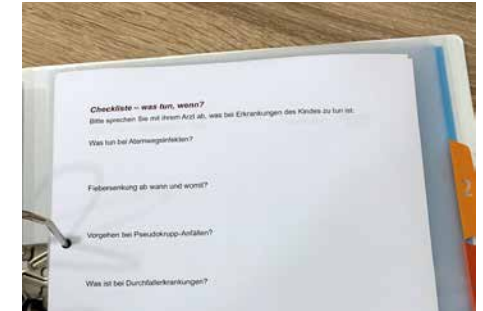 Checkliste – was tun, wenn?
Bitte sprechen Sie mit ihrem Arzt ab, was bei Erkrankungen des Kindes zu tun ist:
Was tun bei Atemwegsinfekten?
Fiebersenkung ab wann und womit?
Vorgehen bei Pseudokrupp-Anfällen?
Was ist bei Durchfallerkrankungen?
2